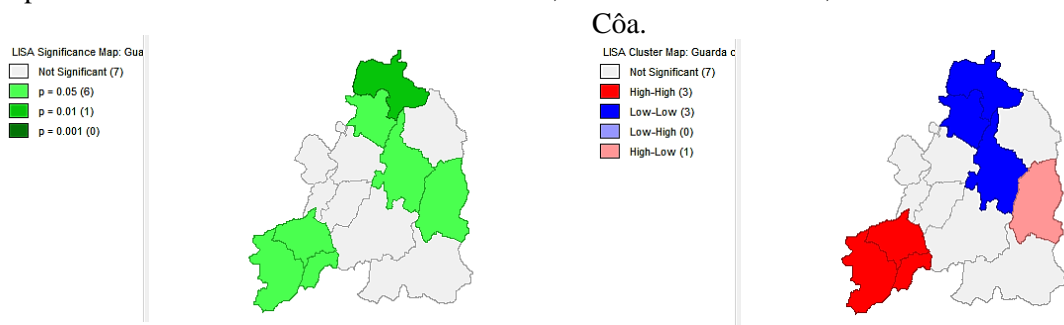 Côa.
LISA Significance Map: Gua
Not Significant (7)
p = 0.05 (6)
p = 0.01 (1)
p = 0.001 (0)
LISA Cluster Map: Guarda c
Not Significant (7)
High-High (3)
Low-Low (3)
Low-High (0)
High-Low (1)